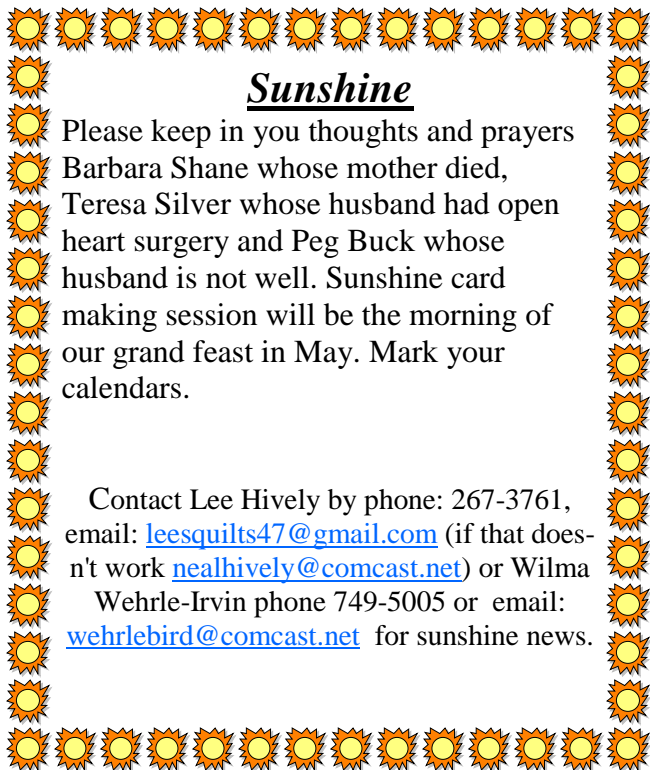 Sunshine
Please keep in you thoughts and prayers
Barbara Shane whose mother died,
Teresa Silver whose husband had open
heart surgery and Peg Buck whose
husband is not well. Sunshine card
making session will be the morning of
our grand feast in May. Mark your
calendars.
Contact Lee Hively by phone: 267-3761,
email: leesquilts47@gmail.com (if that does-
n't work nealhively@comcast.net) or Wilma
Wehrle-Irvin phone 749-5005 or email:
wehrlebird@comcast.net for sunshine news.